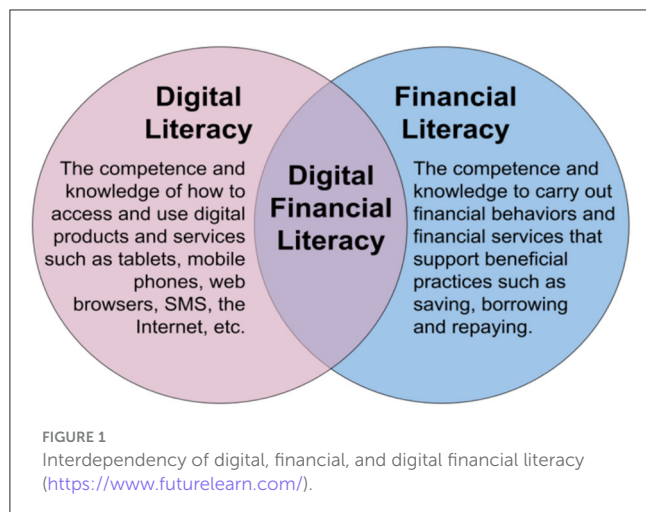 Digital
Literacy
The competence and
knowledge of how to
access and use digital
products and services
such as tablets, mobile
phones, web
browsers, SMS, the
Internet, etc.
Digital
Financial
Literacy
Financial
Literacy
The competence and
knowledge to carry out
financial behaviors and
financial services that
support beneficial
practices such as
saving, borrowing
and repaying.
FIGURE 1
Interdependency of digital, financial, and digital financial literacy
(https://www.futurelearn.com/).